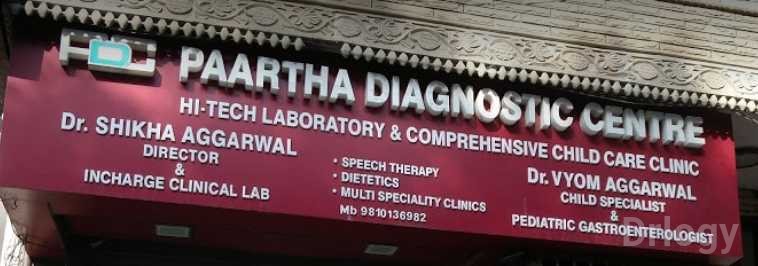 PDC PAARTHA DIAGNOSTIC CENTRE
HI-TECH LABORATORY & COMPREHENSIVE CHILD CARE CLINIC
Dr. SHIKHA AGGARWAL
DIRECTOR
&
INCHARGE CLINICAL LAB
• SPEECH THERAPY
• DIETETICS
• MULTI SPECIALITY CLINICS
Mb 9810136982
Dr. VYOM AGGARWAL
CHILD SPECIALIST
&
PEDIATRIC GASTROENTEROLOGIST
Drlogy